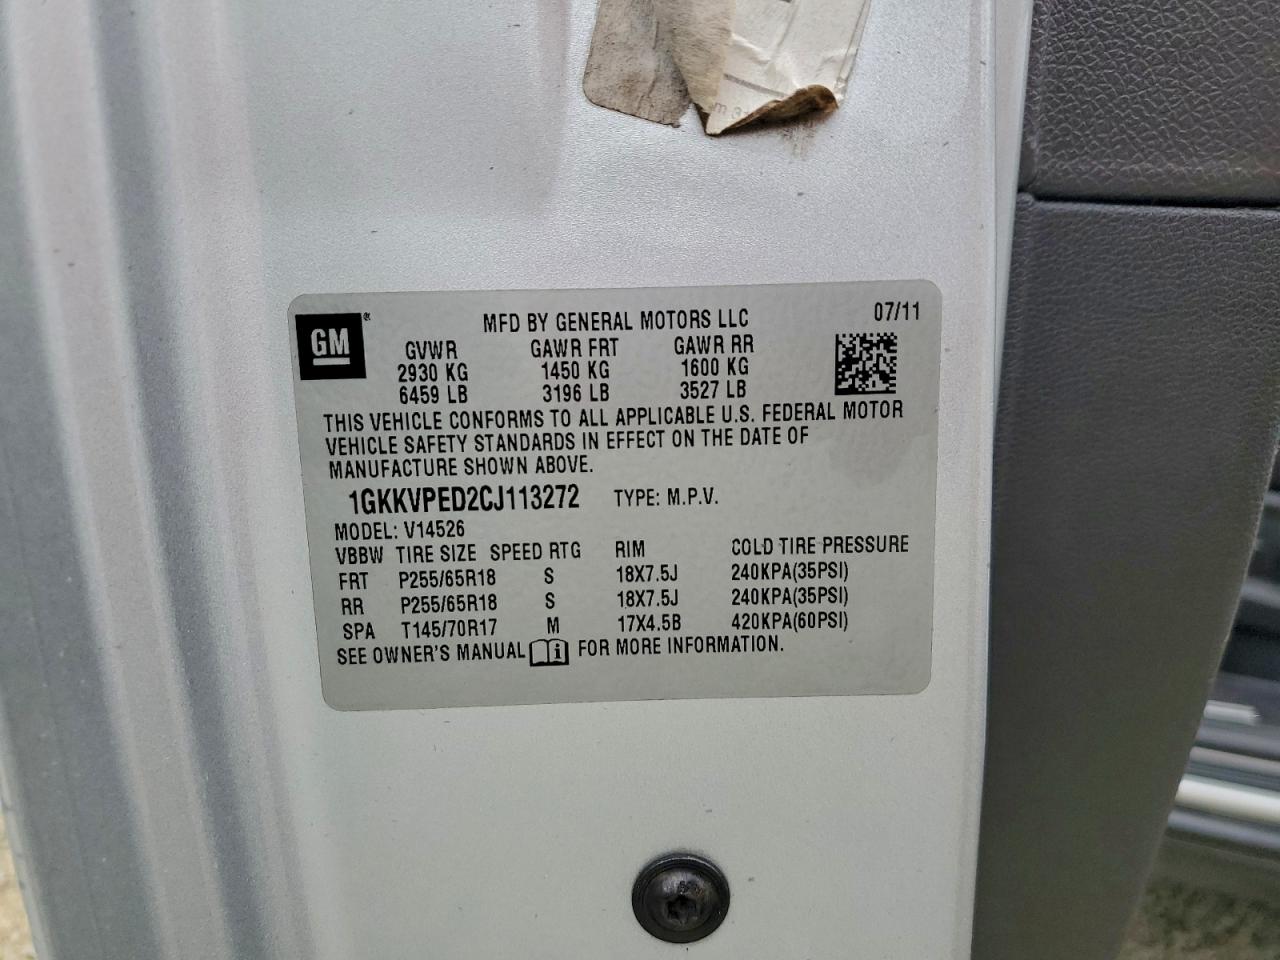 GM
MFD BY GENERAL MOTORS LLC 07/11
GVWR GAWR FRT GAWR RR
2930 KG 1450 KG 1600 KG
6459 LB 3196 LB 3527 LB
THIS VEHICLE CONFORMS TO ALL APPLICABLE U.S. FEDERAL MOTOR
VEHICLE SAFETY STANDARDS IN EFFECT ON THE DATE OF
MANUFACTURE SHOWN ABOVE.
1GKKVPED2CJ113272 TYPE: M.P.V.
MODEL: V14526
VBBW TIRE SIZE SPEED RTG RIM COLD TIRE PRESSURE
FRT P255/65R18 S 18X7.5J 240KPA(35PSI)
RR P255/65R18 S 18X7.5J 240KPA(35PSI)
SPA T145/70R17 M 17X4.5B 420KPA(60PSI)
SEE OWNER'S MANUAL i FOR MORE INFORMATION.